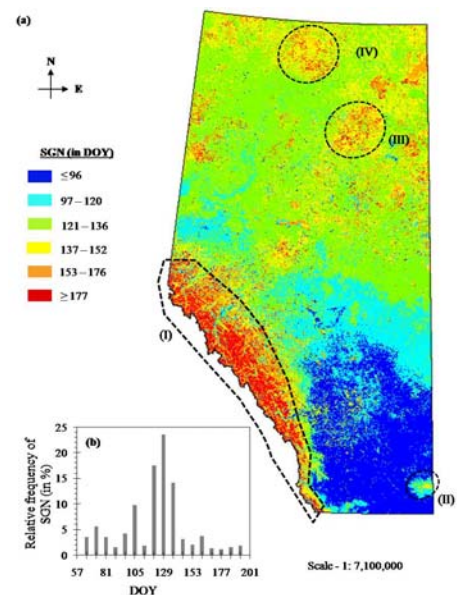 (a)
N
E
SGN (in DOY)
≤96
97–120
121–136
137–152
153–176
≥177
(IV)
(III)
(I)
(II)
(b)
Relative frequency of
SGN (in %)
25
20
15
10
5
0
57 81 105 129 153 177 201
DOY
Scale - 1: 7,100,000